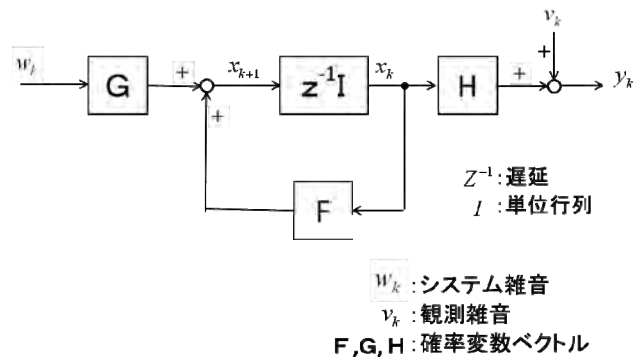 v_k
+
w_k
G
+
x_{k+1}
z^{-1}I
x_k
H
+
y_k
+
F
Z^{-1}:遅延
I:単位行列
w_k:システム雑音
v_k:観測雑音
F,G,H:確率変数ベクトル